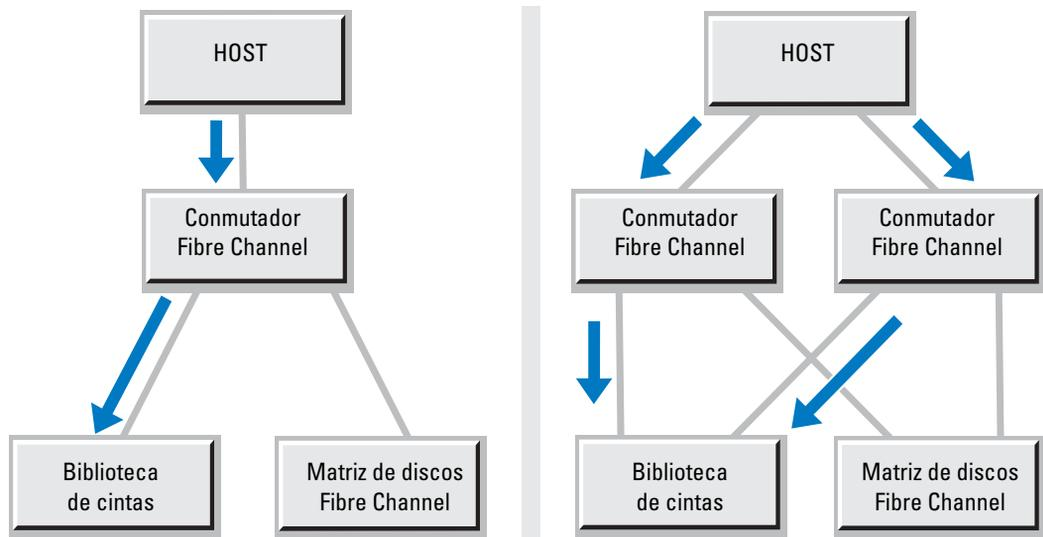 HOST
Conmutador
Fibre Channel
Biblioteca
de cintas
Matriz de discos
Fibre Channel
HOST
Conmutador
Fibre Channel
Conmutador
Fibre Channel
Biblioteca
de cintas
Matriz de discos
Fibre Channel